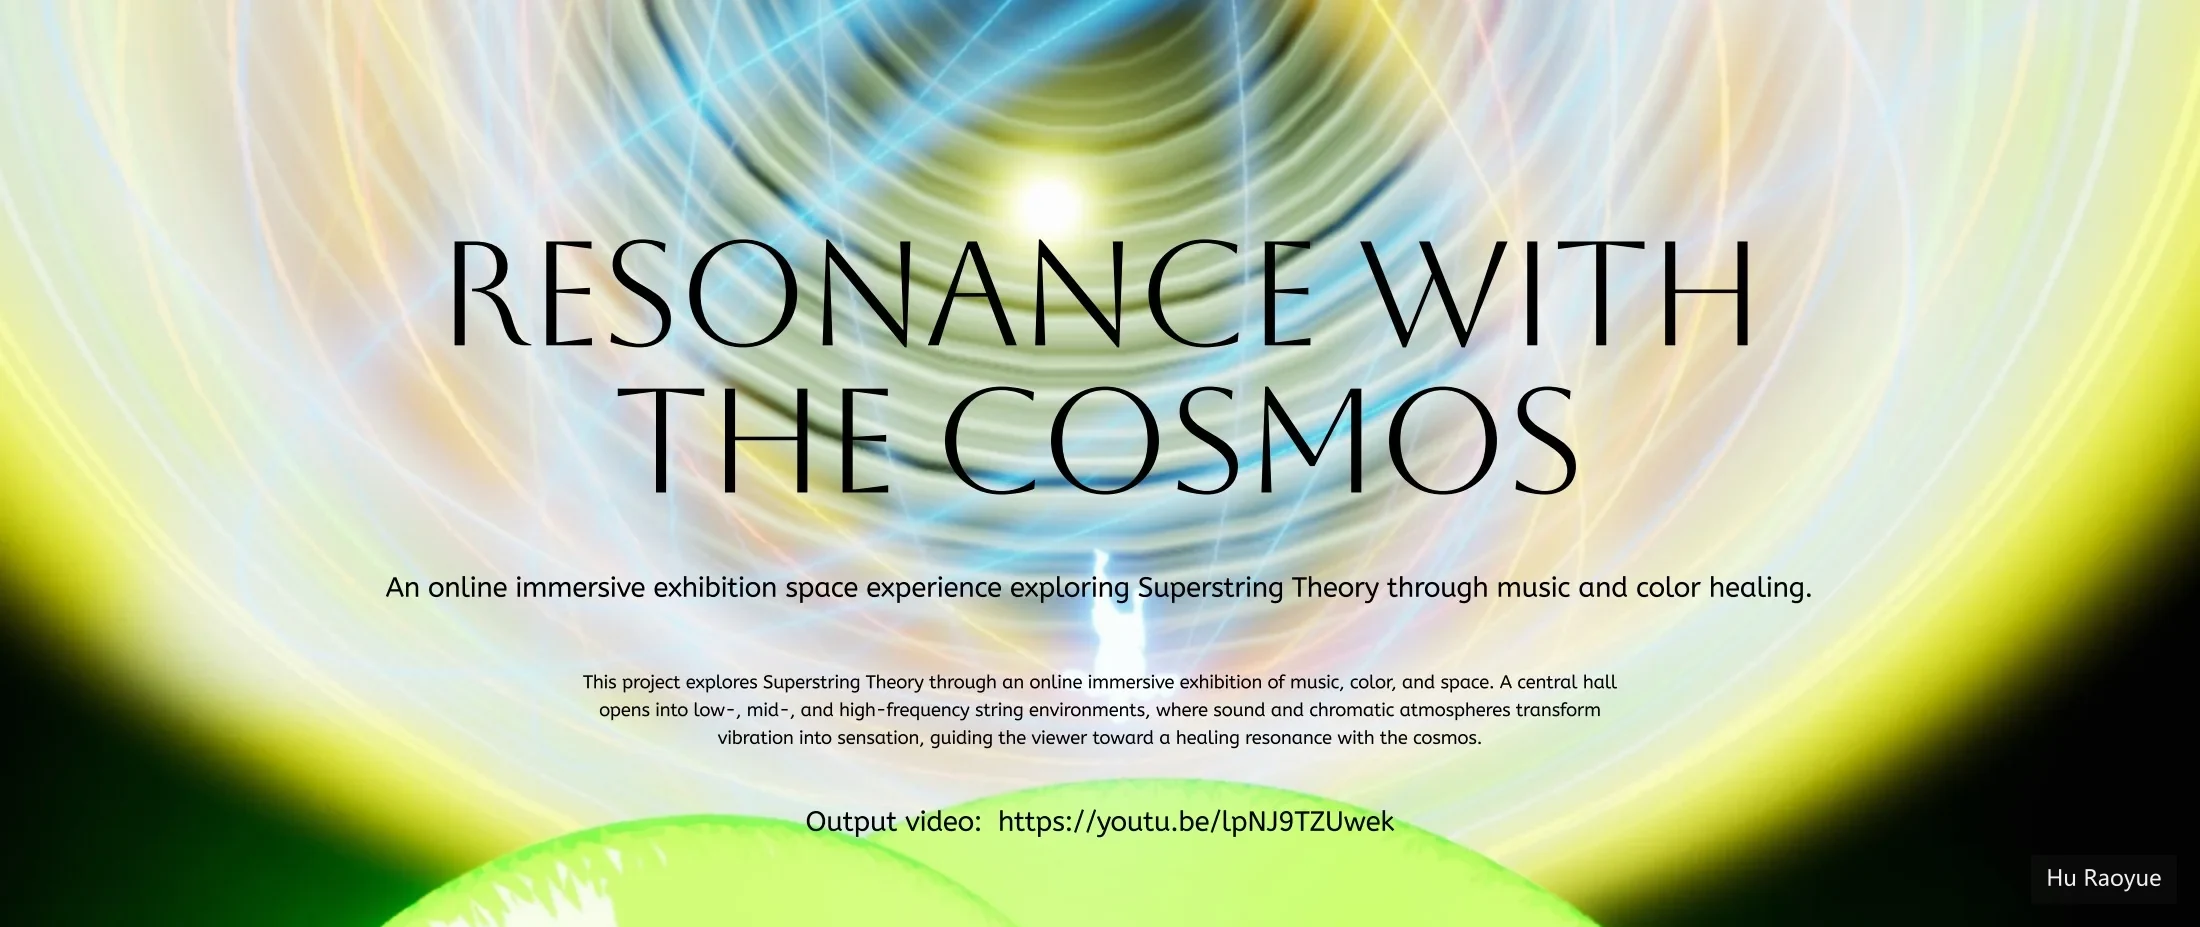 RESONANCE WITH
THE COSMOS
An online immersive exhibition space experience exploring Superstring Theory through music and color healing.
This project explores Superstring Theory through an online immersive exhibition of music, color, and space. A central hall
opens into low-, mid-, and high-frequency string environments, where sound and chromatic atmospheres transform
vibration into sensation, guiding the viewer toward a healing resonance with the cosmos.
Output video:  https://youtu.be/lpNJ9TZUwek
Hu Raoyue